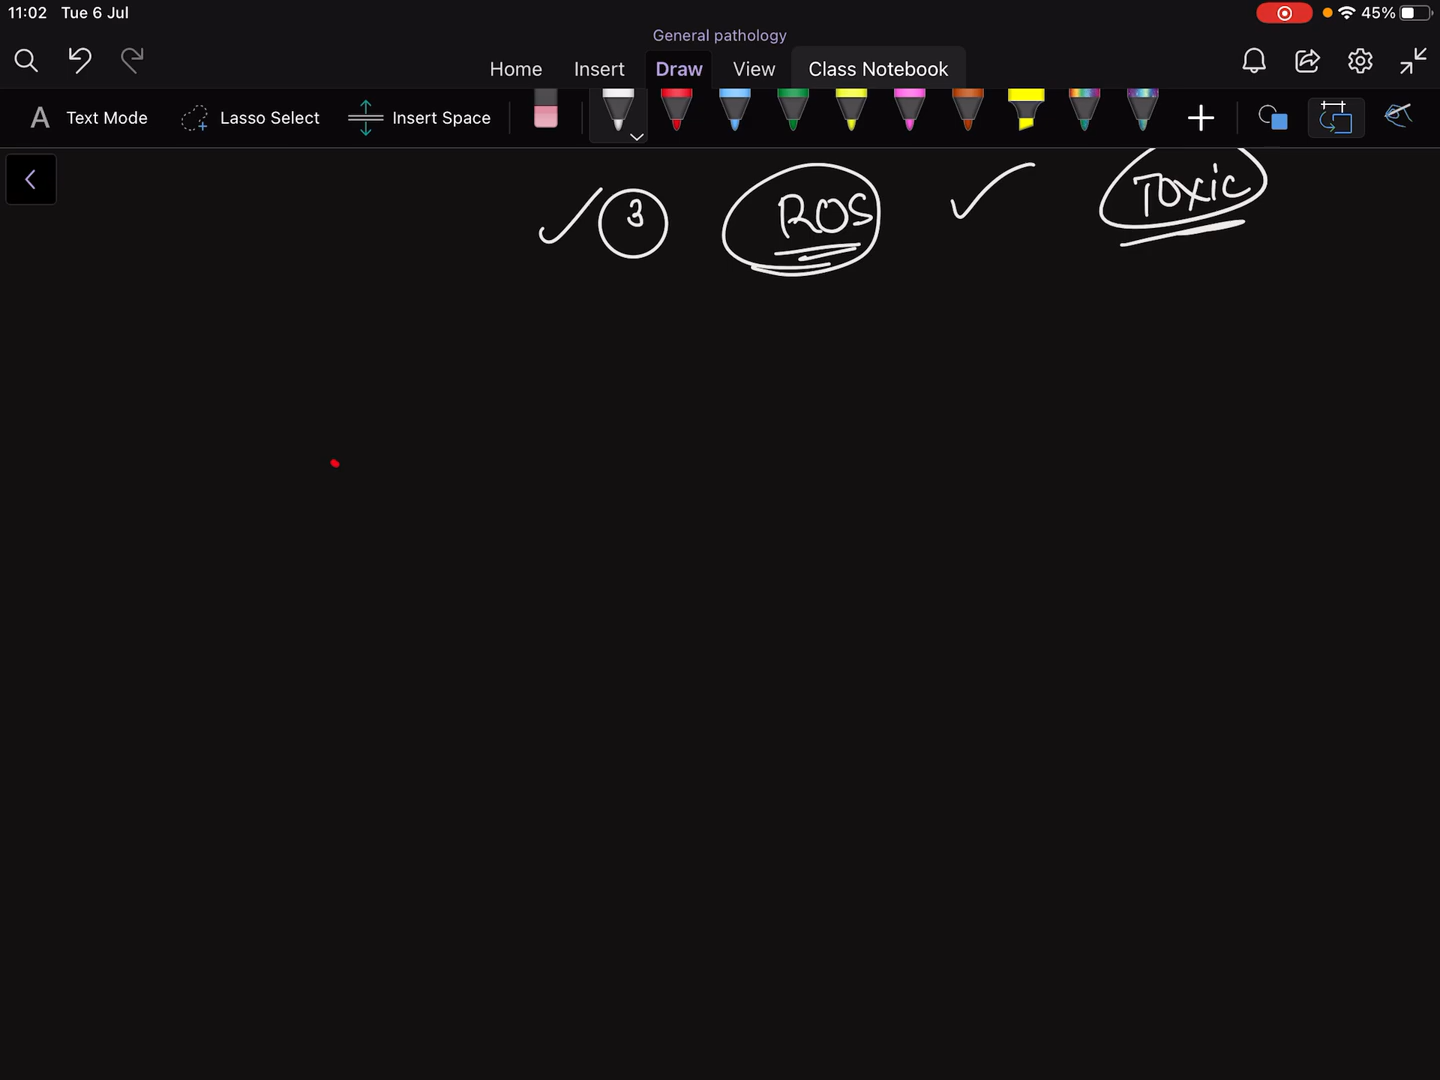 11:02 Tue 6 Jul 45%
General pathology
Home Insert Draw View Class Notebook
A Text Mode Lasso Select Insert Space
3 ROS Toxic